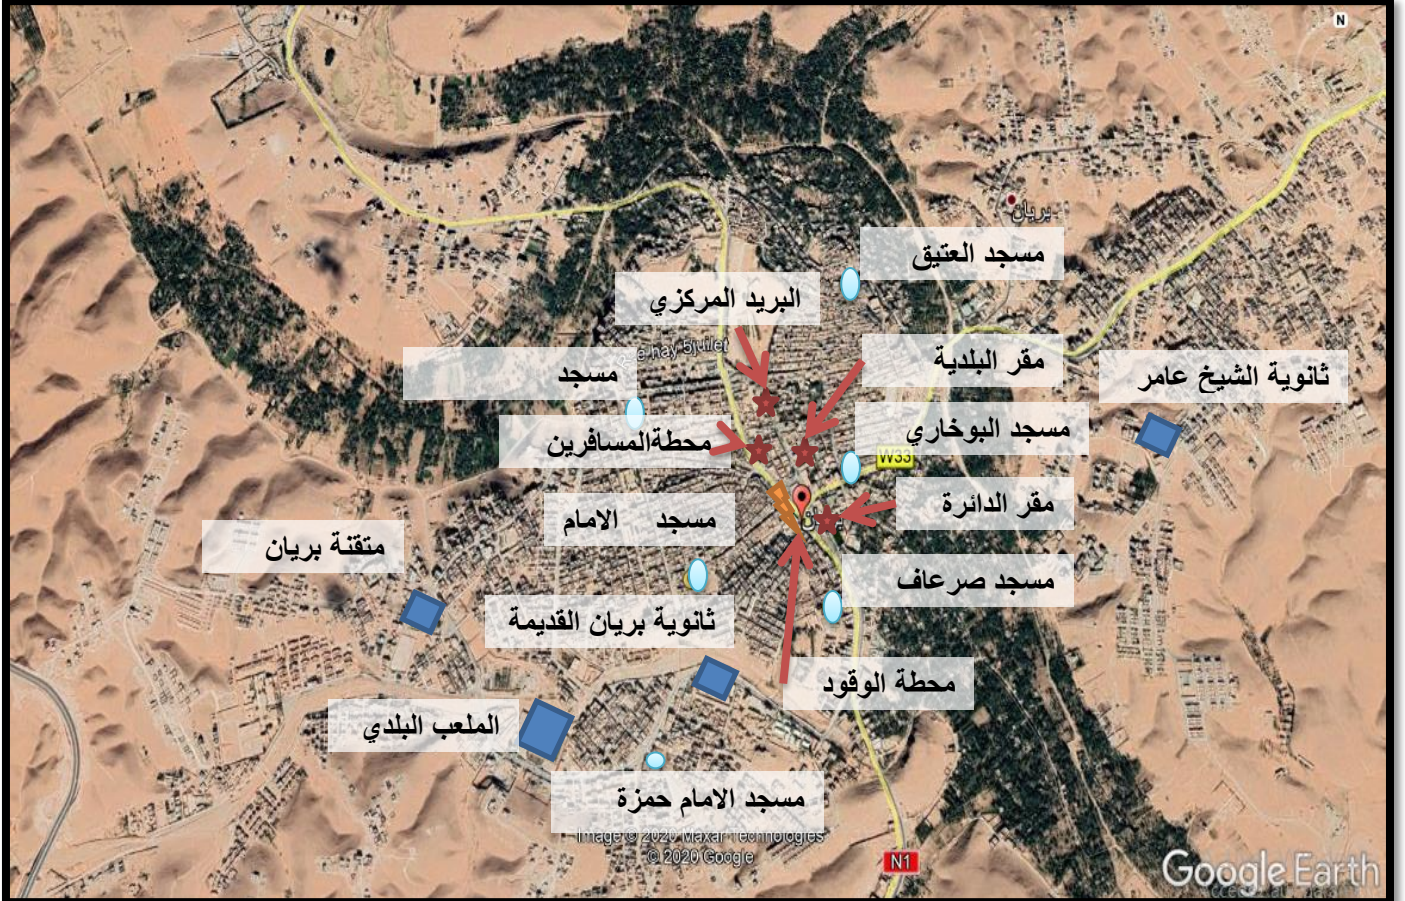 N
بريان
مسجد العتيق
البريد المركزي
hay 5juilet
مقر البلدية
مسجد
ثانوية الشيخ عامر
مسجد البوخاري
محطةالمسافرين
W33
مقر الدائرة
مسجد الامام
متقنة بريان
مسجد صرعاف
ثانوية بريان القديمة
محطة الوقود
الملعب البلدي
مسجد الامام حمزة
Image © 2020 Maxar Technologies
© 2020 Google
N1
Google Earth